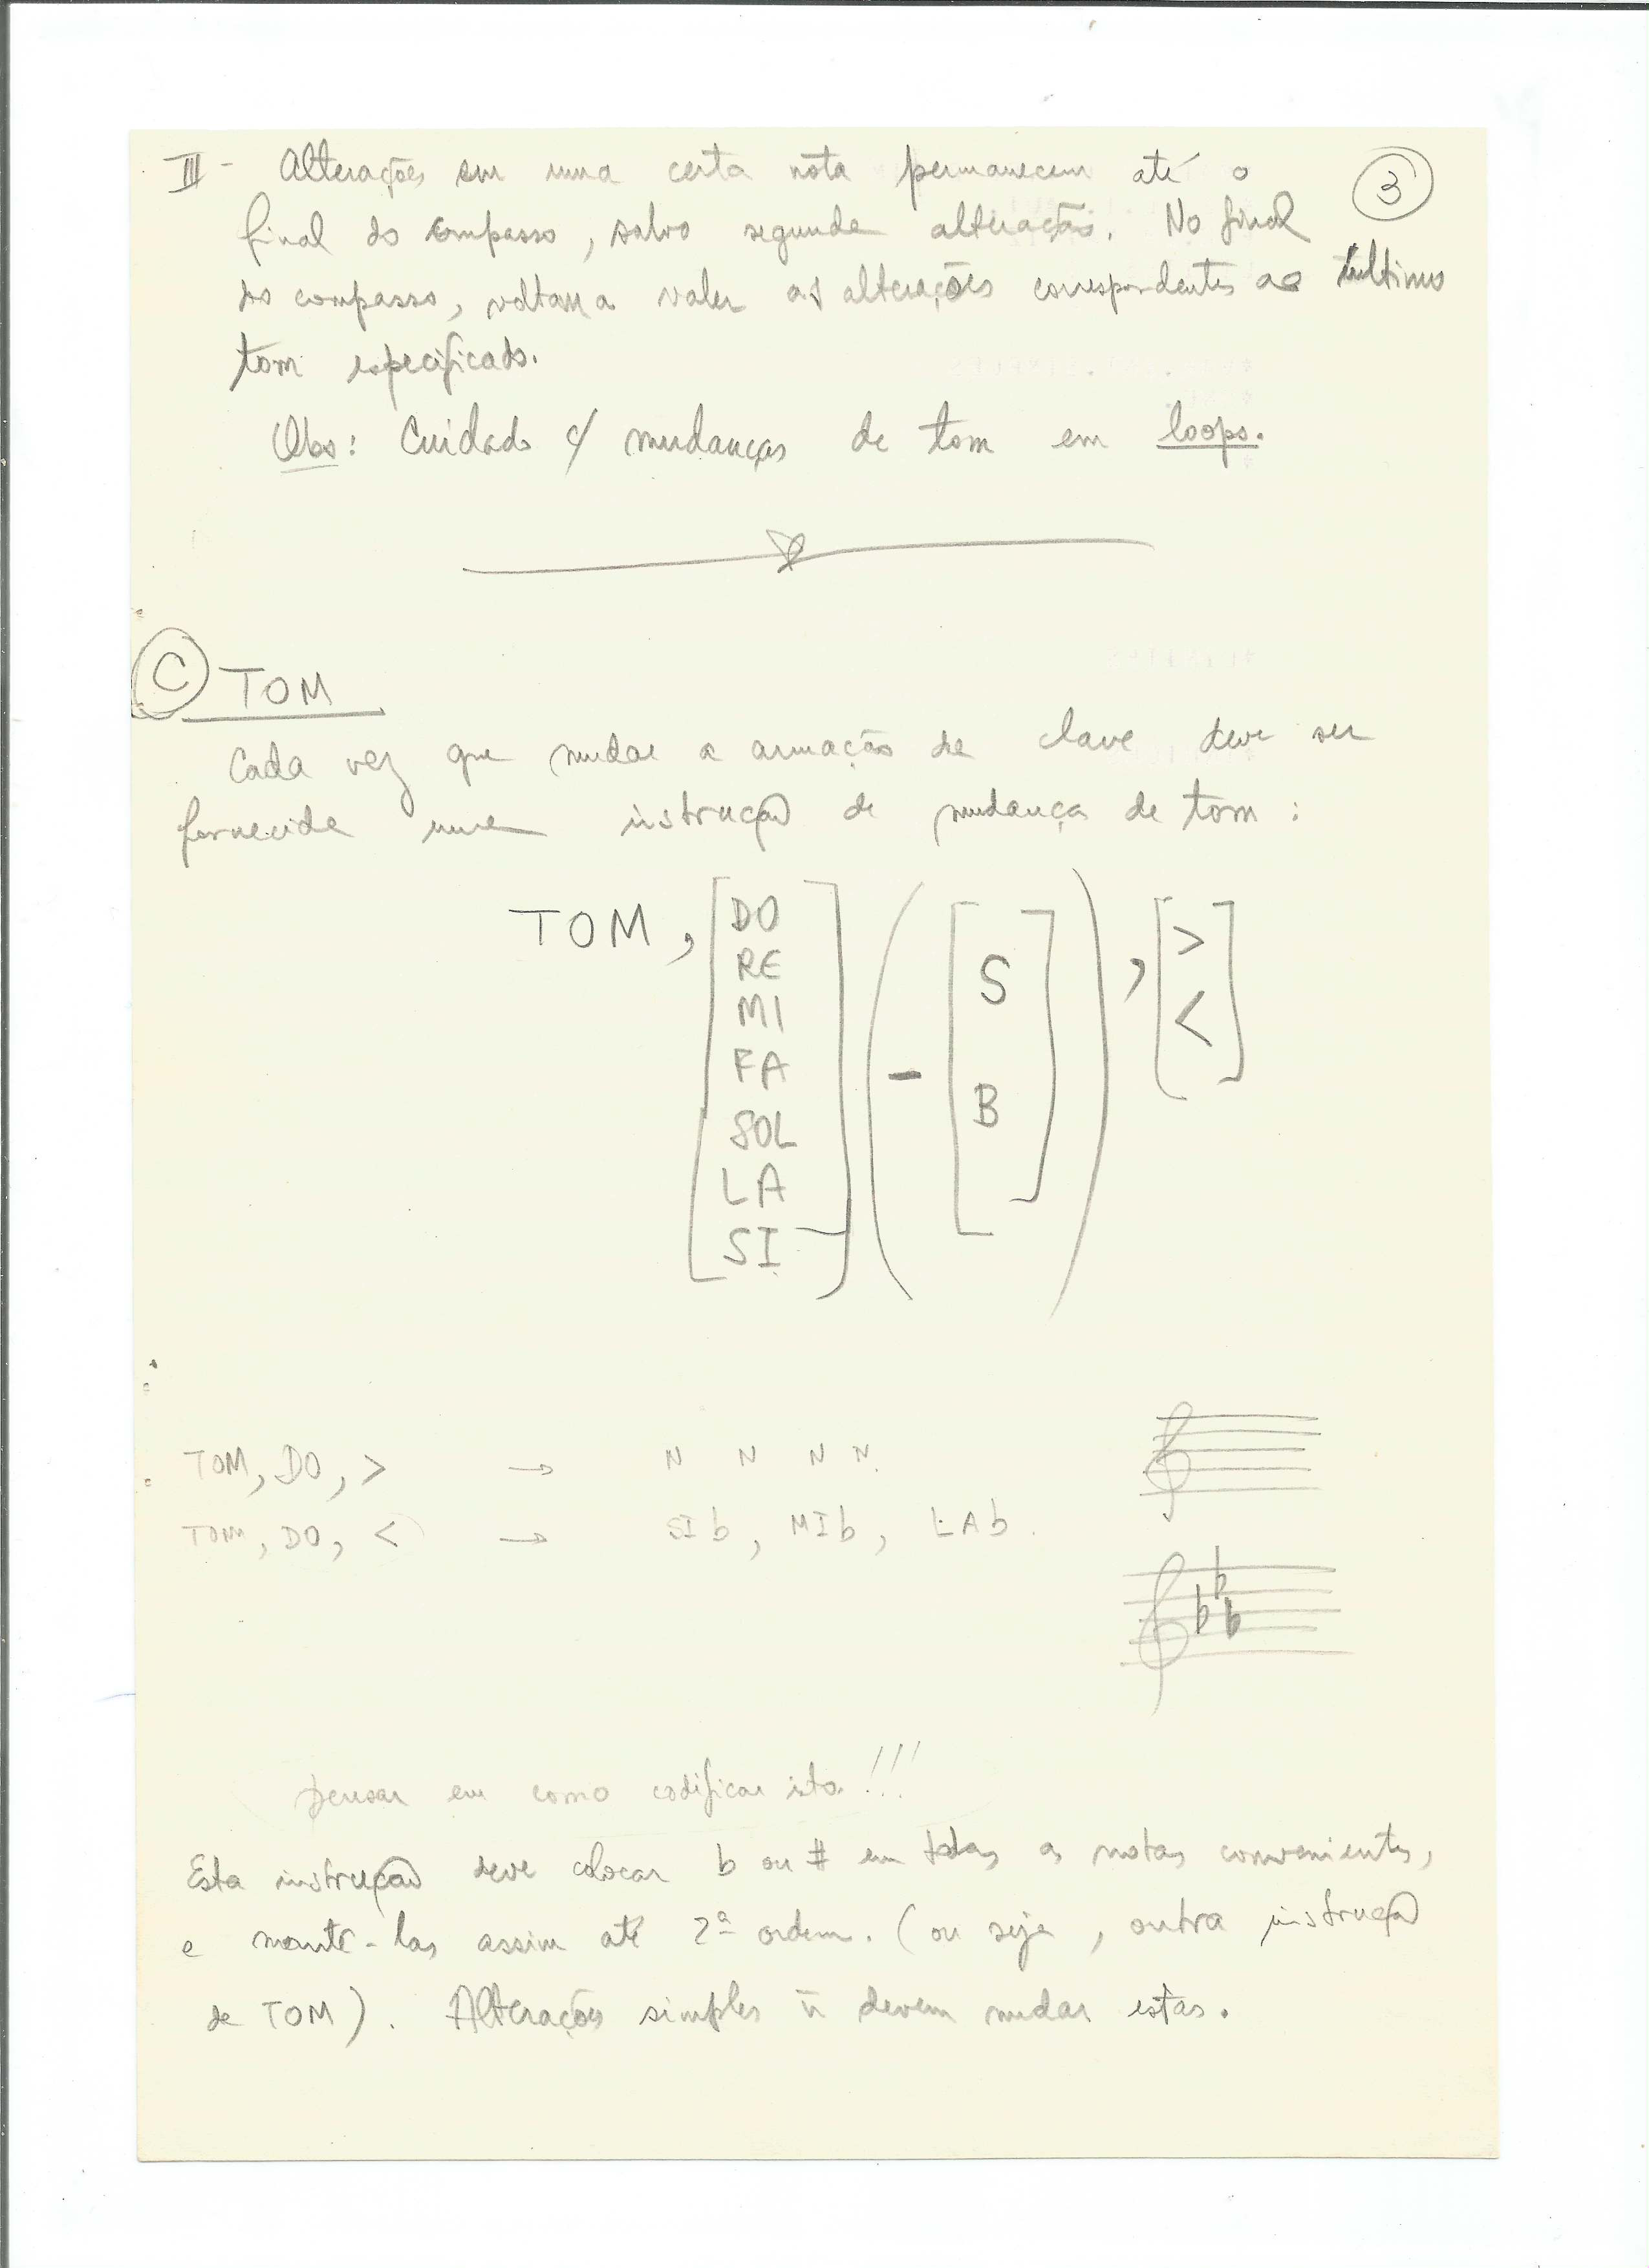 III - Alterações em uma certa nota permanecem até o
3
final do compasso, salvo segunda alteração. No final
do compasso, voltam a valer as alterações correspondentes ao último
tom especificado.
Obs: Cuidado c/ mudanças de tom em loops.
C TOM
Cada vez que mudar a armação de clave deve ser
fornecida uma instrução de mudança de tom:
TOM, [DO RE MI FA SOL LA SI] (- [S B]), [> <]
TOM, DO, > → N N N N.
TOM, DO, < → SIb, MIb, LAb.
b b b
pensar em como codificar isto!!!
Esta instrução deve colocar b ou # em todas as notas convenientes,
e mantê-las assim até 2ª ordem. (ou seja, outra instrução
de TOM). Alterações simples ñ devem mudar estas.